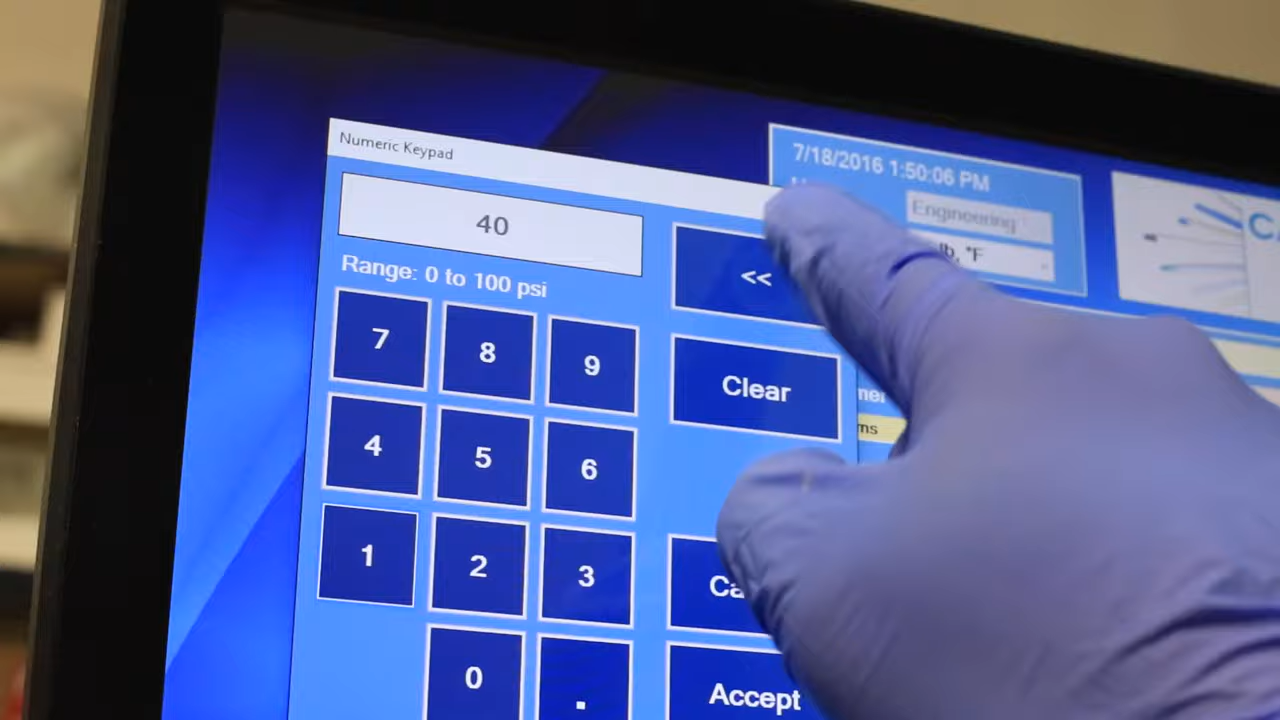 Numeric Keypad
7/18/2016 1:50:06 PM
Engineering
lb, °F
40
Range: 0 to 100 psi
<<
7 8 9
Clear
4 5 6
1 2 3
0 .
Accept